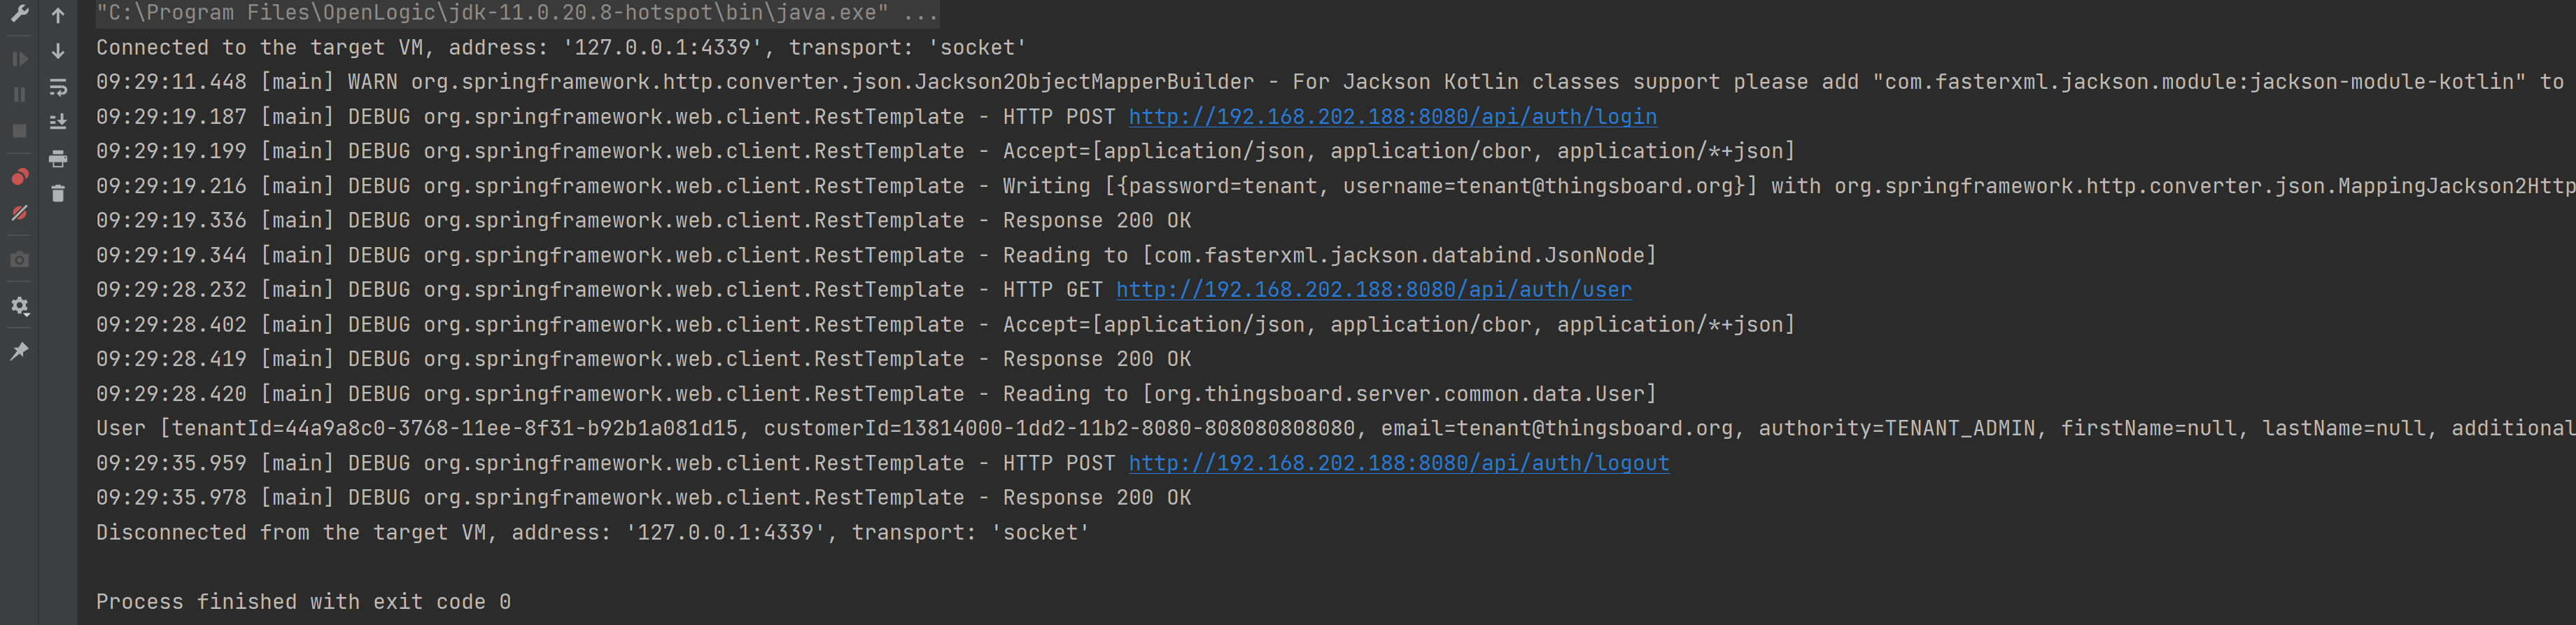 "C:\Program Files\OpenLogic\jdk-11.0.20.8-hotspot\bin\java.exe" ...
Connected to the target VM, address: '127.0.0.1:4339', transport: 'socket'
09:29:11.448 [main] WARN org.springframework.http.converter.json.Jackson2ObjectMapperBuilder - For Jackson Kotlin classes support please add "com.fasterxml.jackson.module:jackson-module-kotlin" to
09:29:19.187 [main] DEBUG org.springframework.web.client.RestTemplate - HTTP POST http://192.168.202.188:8080/api/auth/login
09:29:19.199 [main] DEBUG org.springframework.web.client.RestTemplate - Accept=[application/json, application/cbor, application/*+json]
09:29:19.216 [main] DEBUG org.springframework.web.client.RestTemplate - Writing [{password=tenant, username=tenant@thingsboard.org}] with org.springframework.http.converter.json.MappingJackson2Http
09:29:19.336 [main] DEBUG org.springframework.web.client.RestTemplate - Response 200 OK
09:29:19.344 [main] DEBUG org.springframework.web.client.RestTemplate - Reading to [com.fasterxml.jackson.databind.JsonNode]
09:29:28.232 [main] DEBUG org.springframework.web.client.RestTemplate - HTTP GET http://192.168.202.188:8080/api/auth/user
09:29:28.402 [main] DEBUG org.springframework.web.client.RestTemplate - Accept=[application/json, application/cbor, application/*+json]
09:29:28.419 [main] DEBUG org.springframework.web.client.RestTemplate - Response 200 OK
09:29:28.420 [main] DEBUG org.springframework.web.client.RestTemplate - Reading to [org.thingsboard.server.common.data.User]
User [tenantId=44a9a8c0-3768-11ee-8f31-b92b1a081d15, customerId=13814000-1dd2-11b2-8080-808080808080, email=tenant@thingsboard.org, authority=TENANT_ADMIN, firstName=null, lastName=null, additional
09:29:35.959 [main] DEBUG org.springframework.web.client.RestTemplate - HTTP POST http://192.168.202.188:8080/api/auth/logout
09:29:35.978 [main] DEBUG org.springframework.web.client.RestTemplate - Response 200 OK
Disconnected from the target VM, address: '127.0.0.1:4339', transport: 'socket'
Process finished with exit code 0